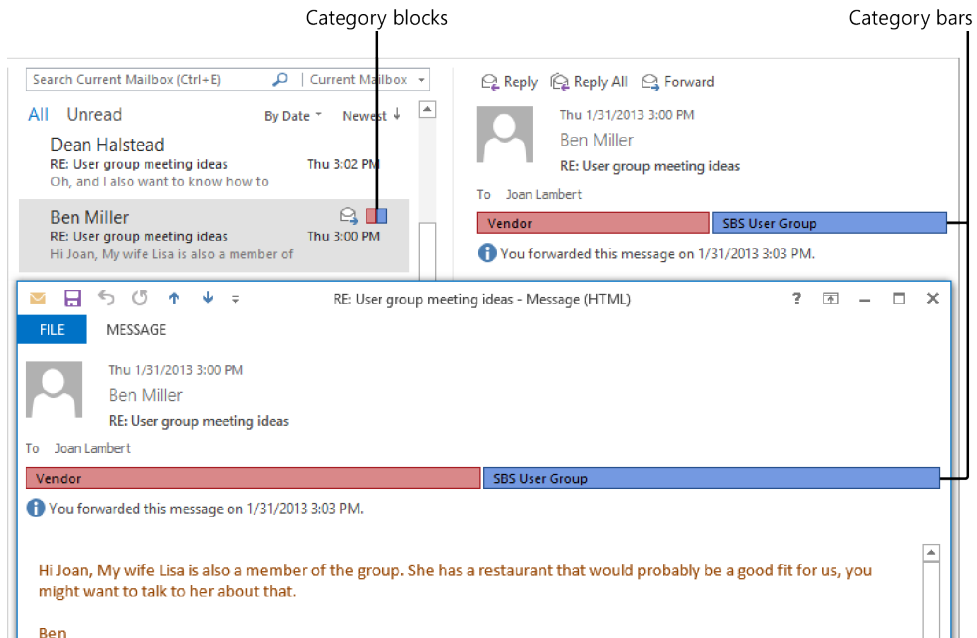 Category blocks
Category bars
Search Current Mailbox (Ctrl+E)
Current Mailbox
All Unread
By Date Newest
Dean Halstead
RE: User group meeting ideas Thu 3:02 PM
Oh, and I also want to know how to
Ben Miller
RE: User group meeting ideas Thu 3:00 PM
Hi Joan, My wife Lisa is also a member of
Reply Reply All Forward
Thu 1/31/2013 3:00 PM
Ben Miller
RE: User group meeting ideas
To Joan Lambert
Vendor SBS User Group
You forwarded this message on 1/31/2013 3:03 PM.
RE: User group meeting ideas - Message (HTML) ?
FILE MESSAGE
Thu 1/31/2013 3:00 PM
Ben Miller
RE: User group meeting ideas
To Joan Lambert
Vendor SBS User Group
You forwarded this message on 1/31/2013 3:03 PM.
Hi Joan, My wife Lisa is also a member of the group. She has a restaurant that would probably be a good fit for us, you
might want to talk to her about that.
Ben